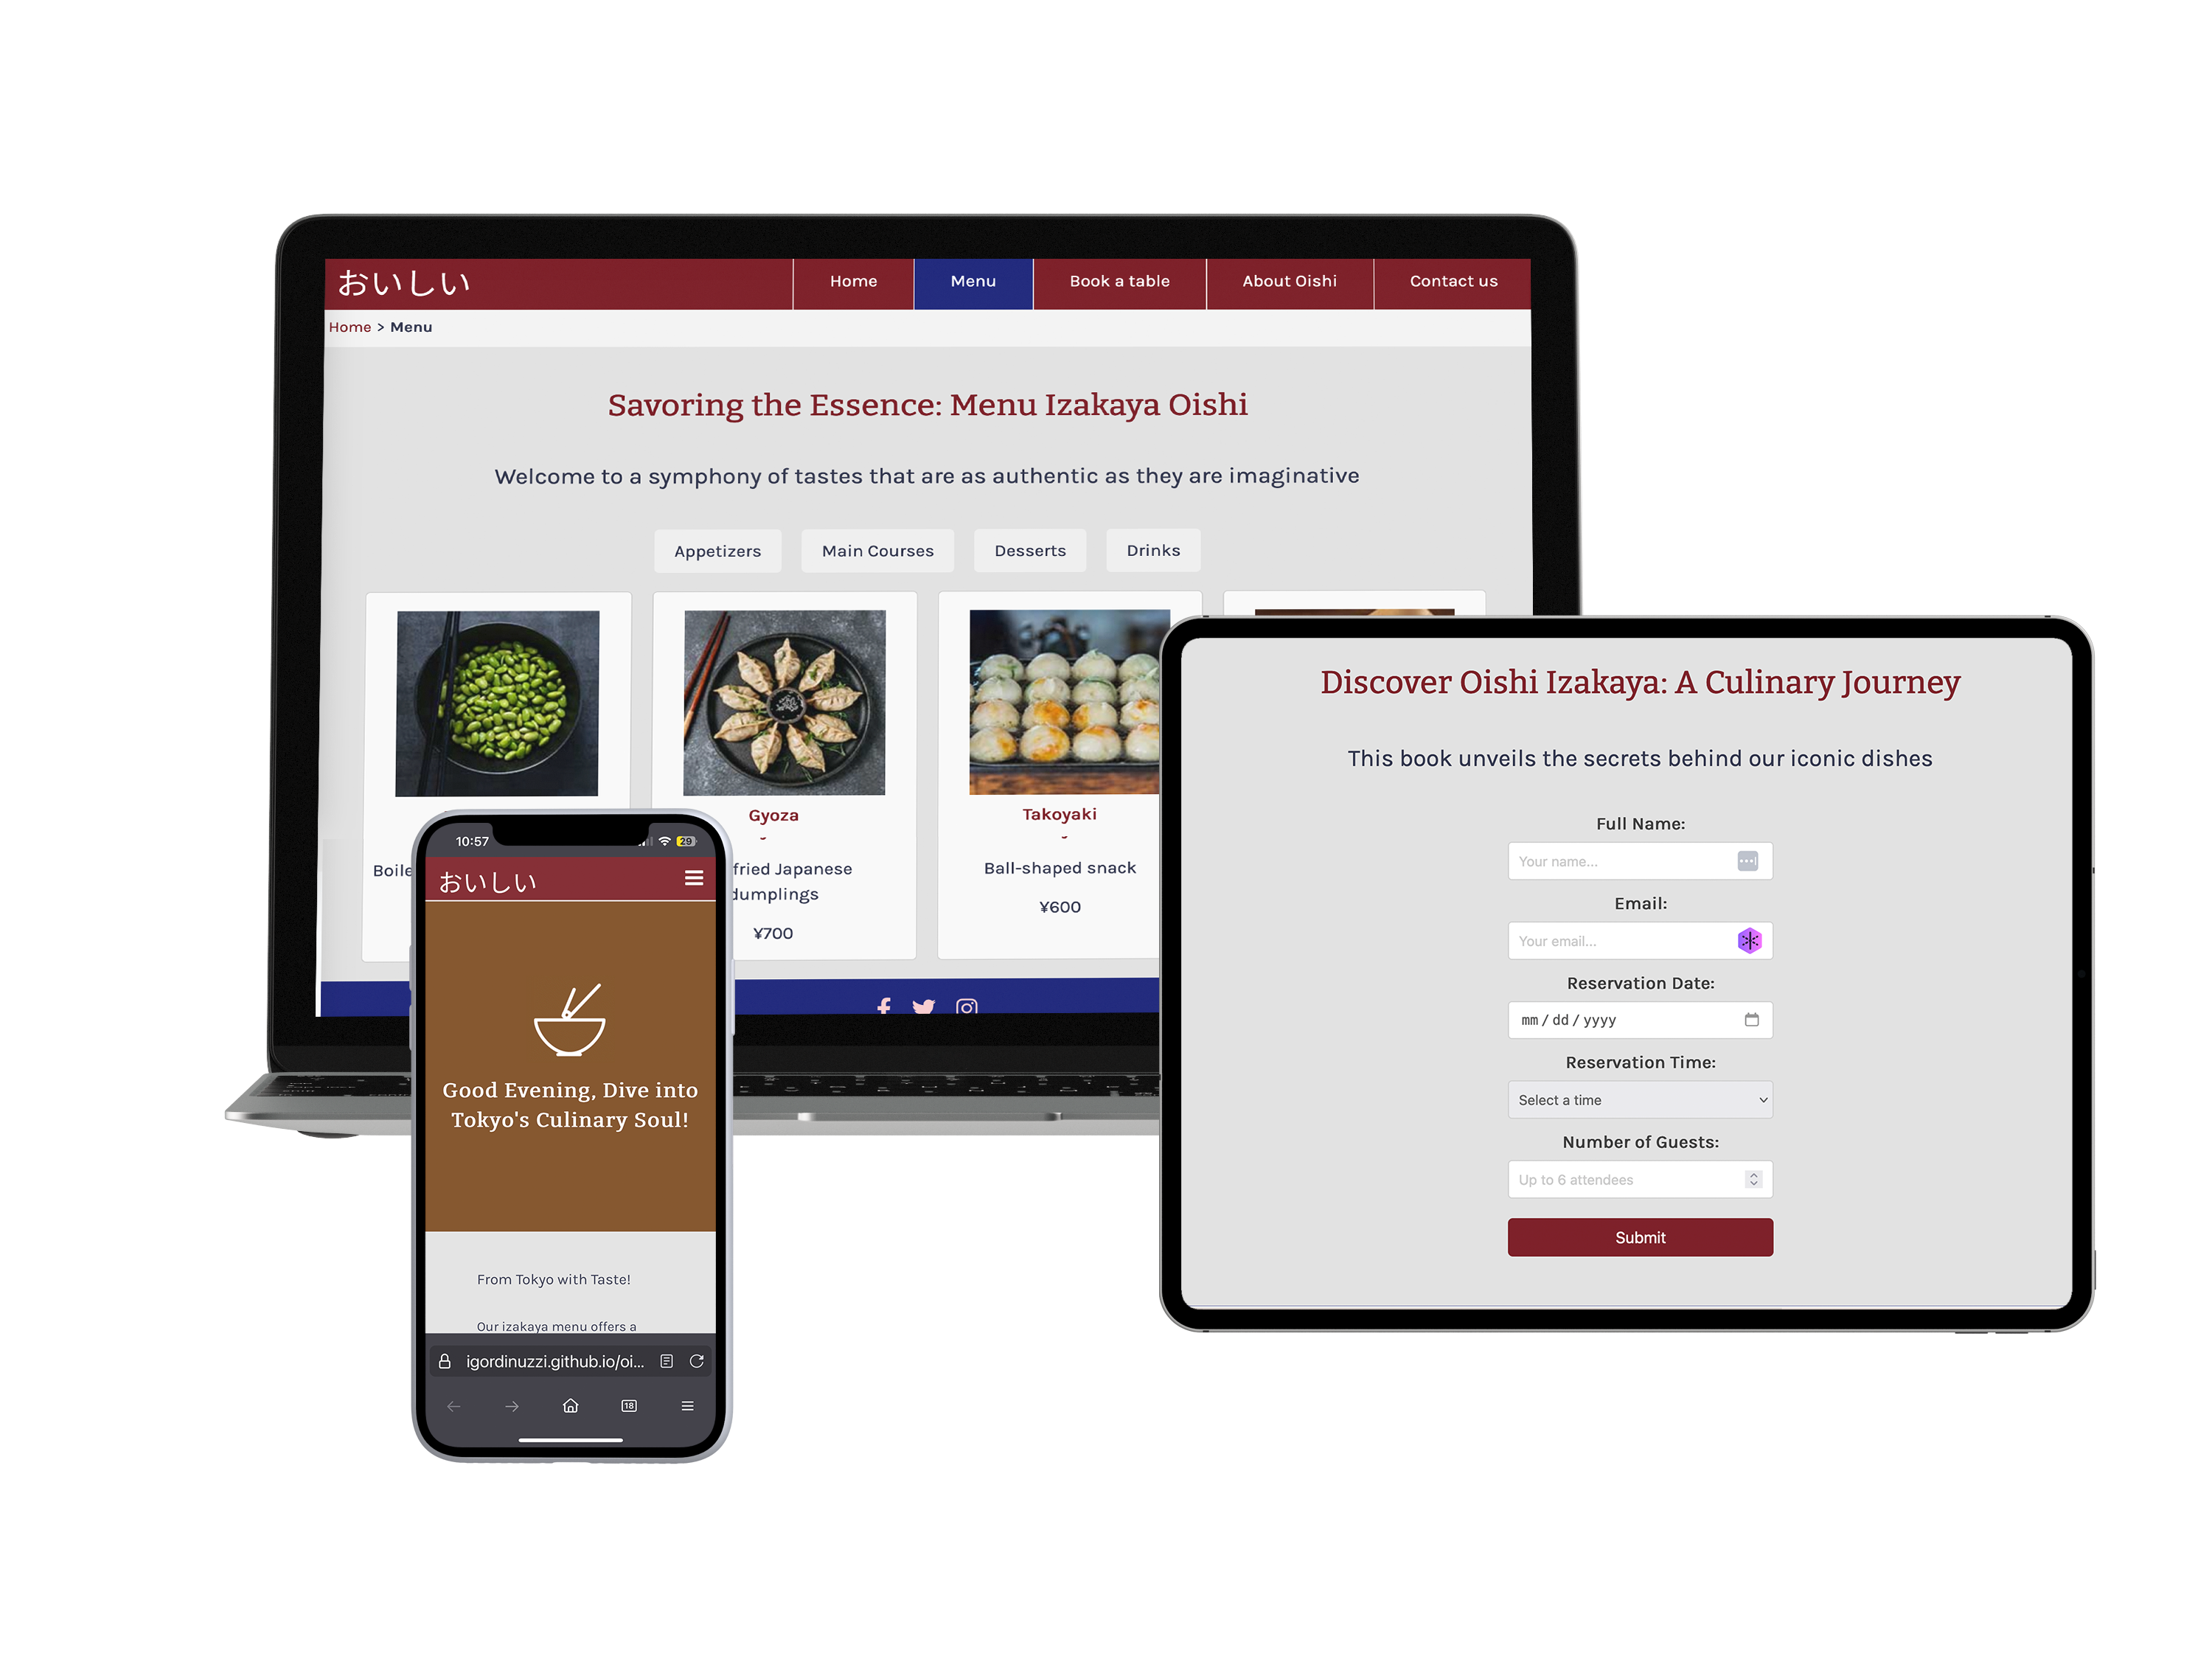 おいしい
Home
Menu
Book a table
About Oishi
Contact us
Home > Menu
Savoring the Essence: Menu Izakaya Oishi
Welcome to a symphony of tastes that are as authentic as they are imaginative
Appetizers
Main Courses
Desserts
Drinks
Gyoza
fried Japanese
dumplings
¥700
Takoyaki
Ball-shaped snack
¥600
10:57
29
おいしい
Good Evening, Dive into
Tokyo's Culinary Soul!
From Tokyo with Taste!
Our izakaya menu offers a
igordinuzzi.github.io/oi...
18
Discover Oishi Izakaya: A Culinary Journey
This book unveils the secrets behind our iconic dishes
Full Name:
Your name...
Email:
Your email...
Reservation Date:
mm / dd / yyyy
Reservation Time:
Select a time
Number of Guests:
Up to 6 attendees
Submit